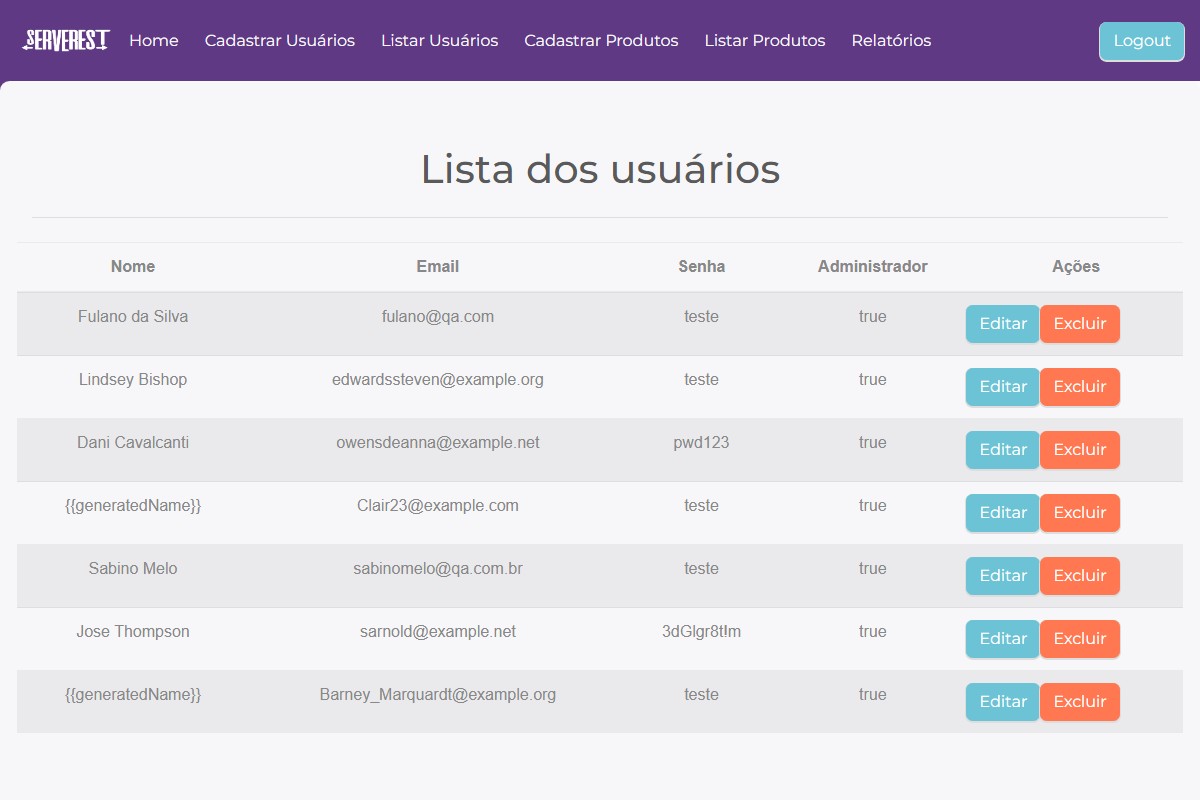 SERVEREST Home Cadastrar Usuários Listar Usuários Cadastrar Produtos Listar Produtos Relatórios Logout
Lista dos usuários
Nome Email Senha Administrador Ações
Fulano da Silva fulano@qa.com teste true Editar Excluir
Lindsey Bishop edwardssteven@example.org teste true Editar Excluir
Dani Cavalcanti owensdeanna@example.net pwd123 true Editar Excluir
{{generatedName}} Clair23@example.com teste true Editar Excluir
Sabino Melo sabinomelo@qa.com.br teste true Editar Excluir
Jose Thompson sarnold@example.net true Editar Excluir
{{generatedName}} Barney_Marquardt@example.org teste true Editar Excluir